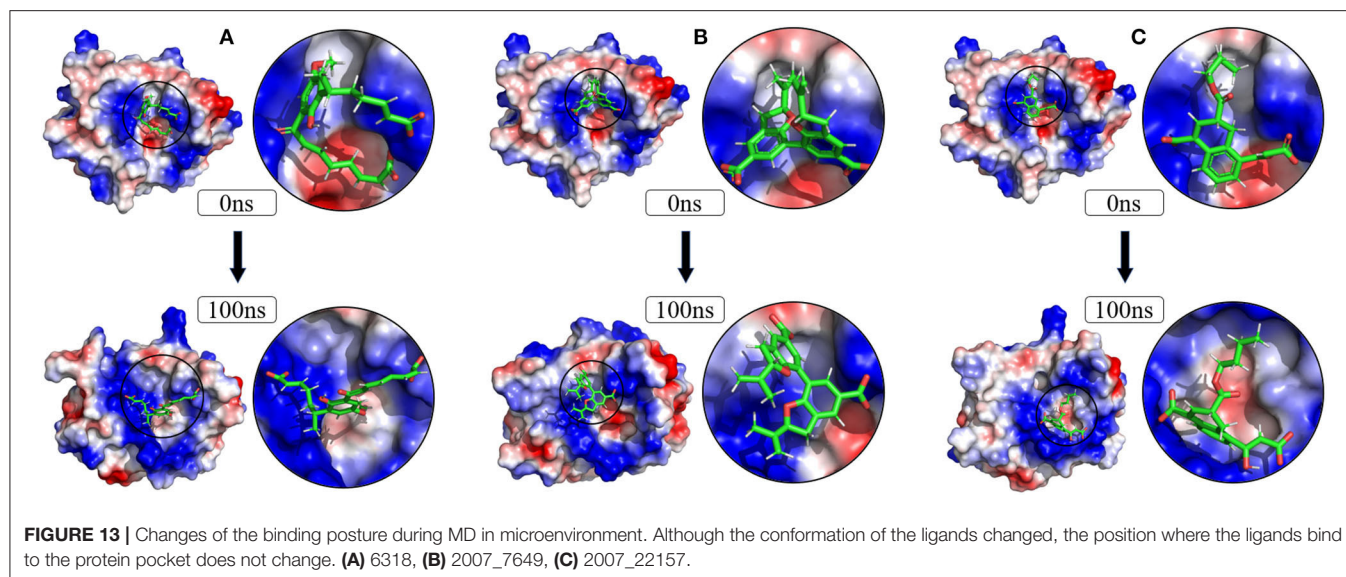 A
B
C
0ns
0ns
0ns
100ns
100ns
100ns
FIGURE 13 | Changes of the binding posture during MD in microenvironment. Although the conformation of the ligands changed, the position where the ligands bind
to the protein pocket does not change. (A) 6318, (B) 2007_7649, (C) 2007_22157.